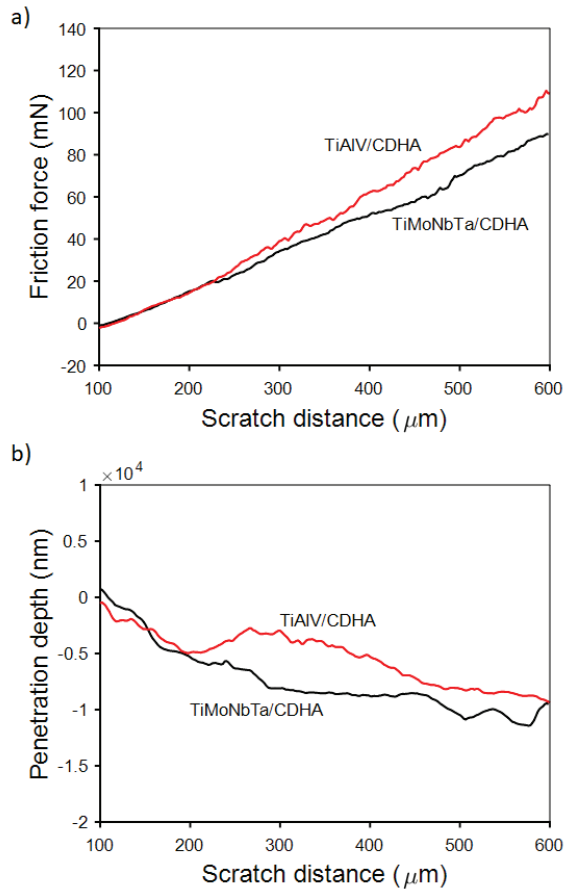 a)
140
120
100
80
60
40
20
0
-20
Friction force (mN)
TiAlV/CDHA
TiMoNbTa/CDHA
100 200 300 400 500 600
Scratch distance (μm)
b)
×10⁴
1
0.5
0
-0.5
-1
-1.5
-2
Penetration depth (nm)
TiAlV/CDHA
TiMoNbTa/CDHA
100 200 300 400 500 600
Scratch distance (μm)